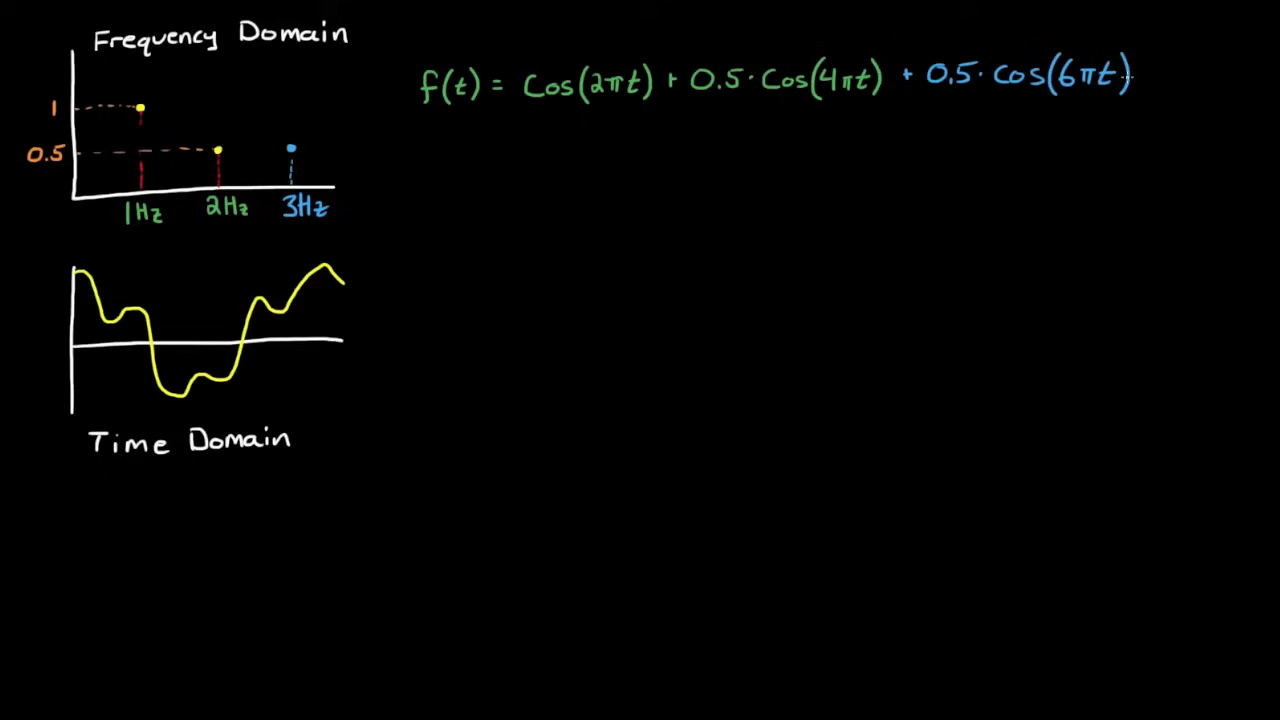 Frequency Domain
f(t) = Cos(2πt) + 0.5·Cos(4πt) + 0.5·Cos(6πt)
1
0.5
1Hz 2Hz 3Hz
Time Domain